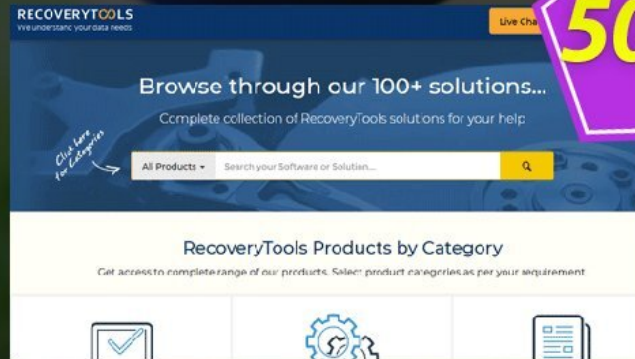 RECOVERYTOOLS
We understand your data needs
Live Cha
50
Browse through our 100+ solutions...
Complete collection of RecoveryTools solutions for your help
Click here
for Categories
All Products
Search your Software or Solution...
RecoveryTools Products by Category
Get access to complete range of our products. Select product categories as per your requirement